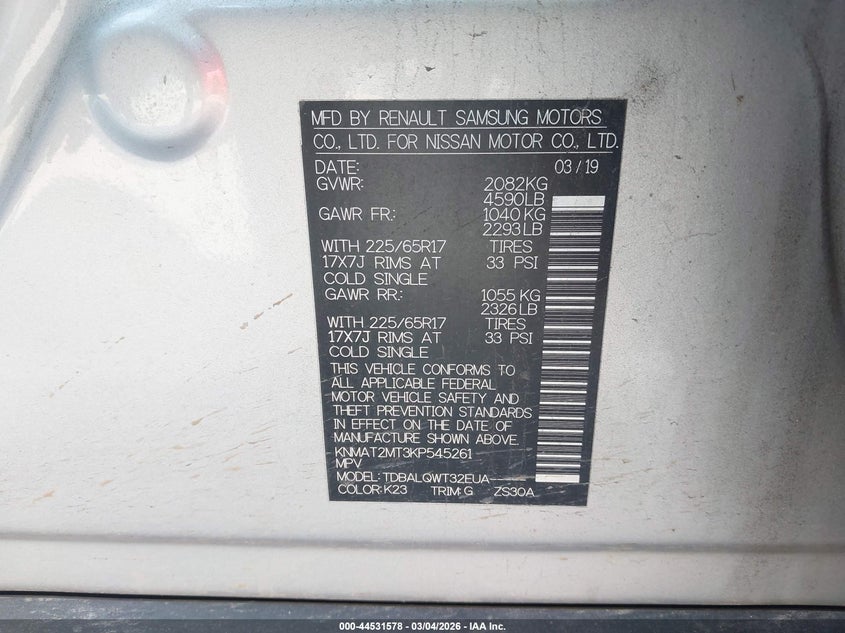 MFD BY RENAULT SAMSUNG MOTORS
CO., LTD. FOR NISSAN MOTOR CO., LTD.
DATE: 03/19
GVWR: 2082KG
4590LB
GAWR FR.: 1040KG
2293LB
WITH 225/65R17 TIRES
17X7J RIMS AT 33 PSI
COLD SINGLE
GAWR RR.: 1055 KG
2326LB
WITH 225/65R17 TIRES
17X7J RIMS AT 33 PSI
COLD SINGLE
THIS VEHICLE CONFORMS TO
ALL APPLICABLE FEDERAL
MOTOR VEHICLE SAFETY AND
THEFT PREVENTION STANDARDS
IN EFFECT ON THE DATE OF
MANUFACTURE SHOWN ABOVE.
KNMAT2MT3KP545261
MPV
MODEL: TDBALQWT32EUA-----
COLOR:K23 TRIM:G ZS30A
000-44531578 | 03/04/2026 - IAA Inc.